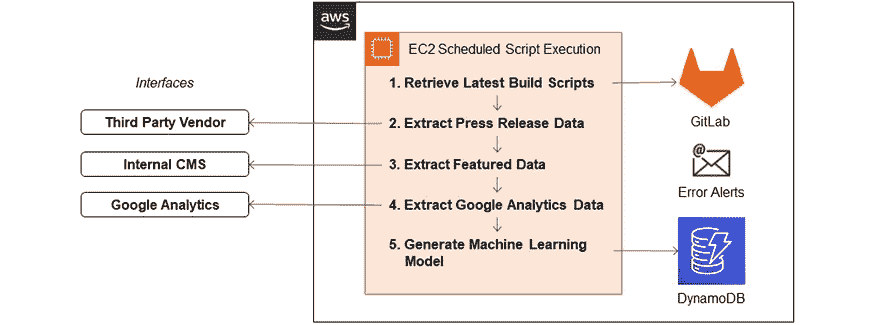 aws
EC2 Scheduled Script Execution
Interfaces
1. Retrieve Latest Build Scripts
GitLab
Third Party Vendor
2. Extract Press Release Data
@
Error Alerts
Internal CMS
3. Extract Featured Data
Google Analytics
4. Extract Google Analytics Data
5. Generate Machine Learning
Model
DynamoDB